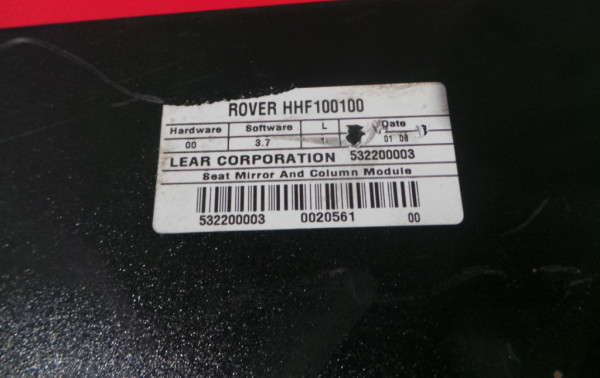 ROVER HHF100100
Hardware Software L Date
00 3.7 1 01 08
LEAR CORPORATION 532200003
Seat Mirror And Column Module
532200003 0020561 00